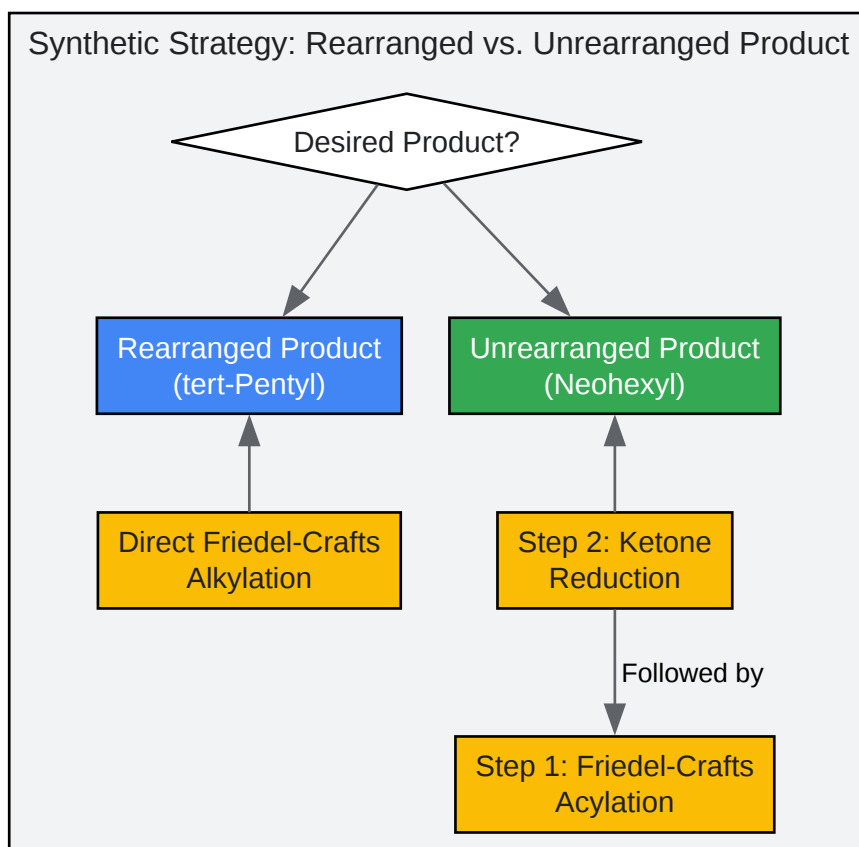 Synthetic Strategy: Rearranged vs. Unrearranged Product
Desired Product?
Rearranged Product
(tert-Pentyl)
Unrearranged Product
(Neohexyl)
Direct Friedel-Crafts
Alkylation
Step 2: Ketone
Reduction
Followed by
Step 1: Friedel-Crafts
Acylation